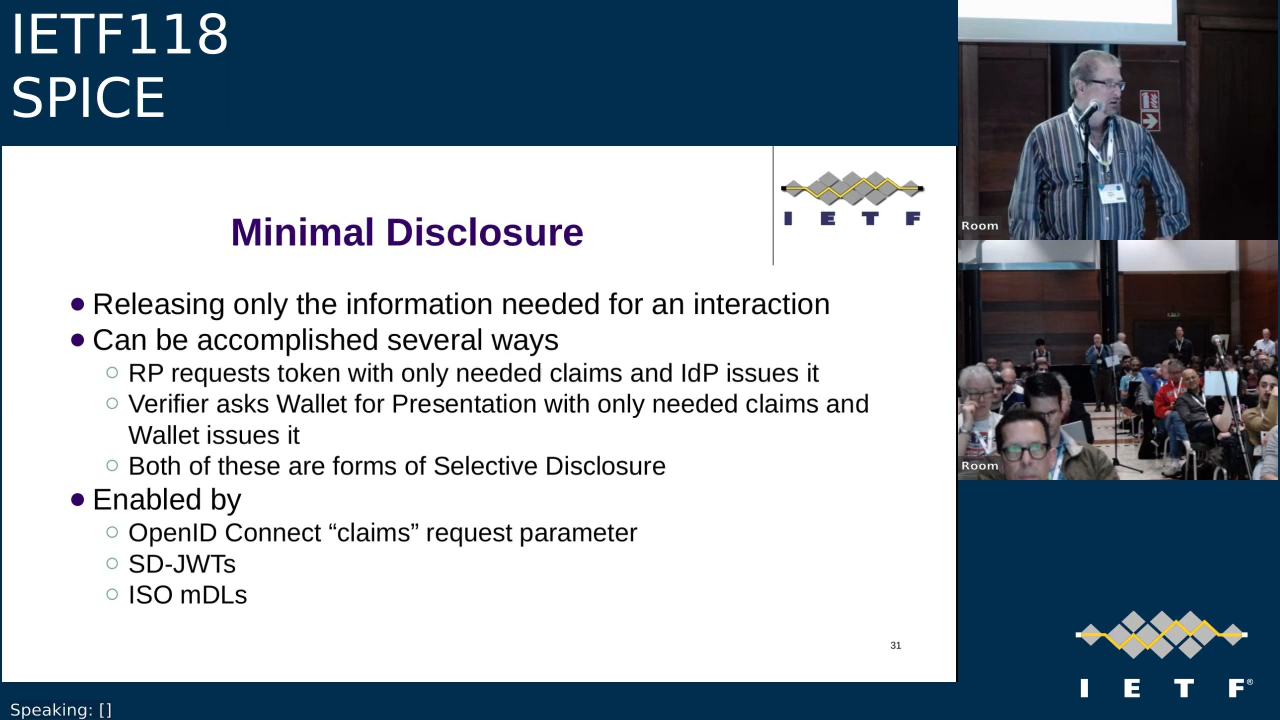 IETF118
SPICE
I E T F
Minimal Disclosure
● Releasing only the information needed for an interaction
● Can be accomplished several ways
○ RP requests token with only needed claims and IdP issues it
○ Verifier asks Wallet for Presentation with only needed claims and
Wallet issues it
○ Both of these are forms of Selective Disclosure
● Enabled by
○ OpenID Connect “claims” request parameter
○ SD-JWTs
○ ISO mDLs
31
Room
Room
I E T F®
Speaking: []